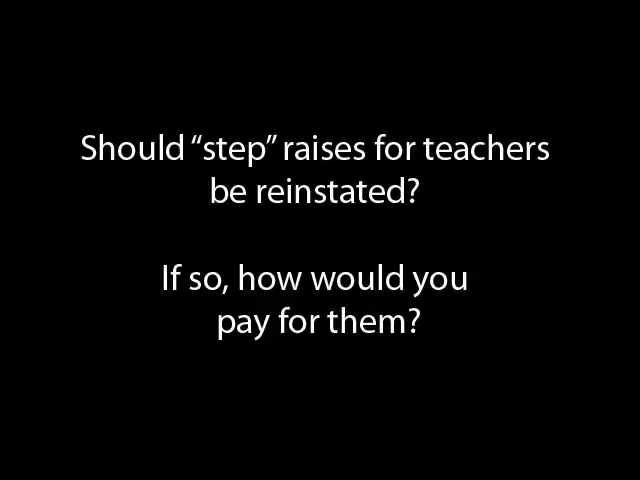 Should “step” raises for teachers
be reinstated?
If so, how would you
pay for them?